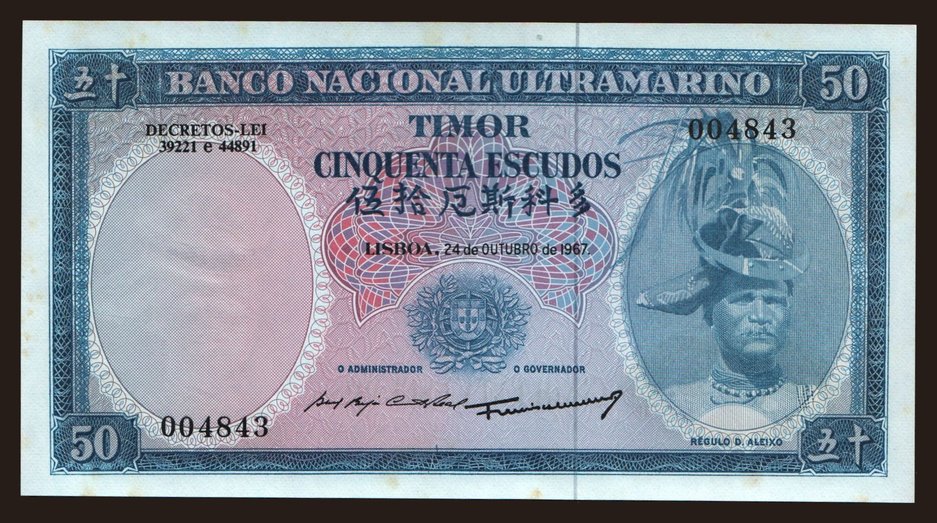 五十 BANCO NACIONAL ULTRAMARINO 50
DECRETOS-LEI
39221 e 44891
TIMOR
004843
CINQUENTA ESCUDOS
伍拾厄斯科多
LISBOA, 24 de OUTUBRO de 1967.
O ADMINISTRADOR O GOVERNADOR
004843
RÉGULO D. ALEIXO
50 五十